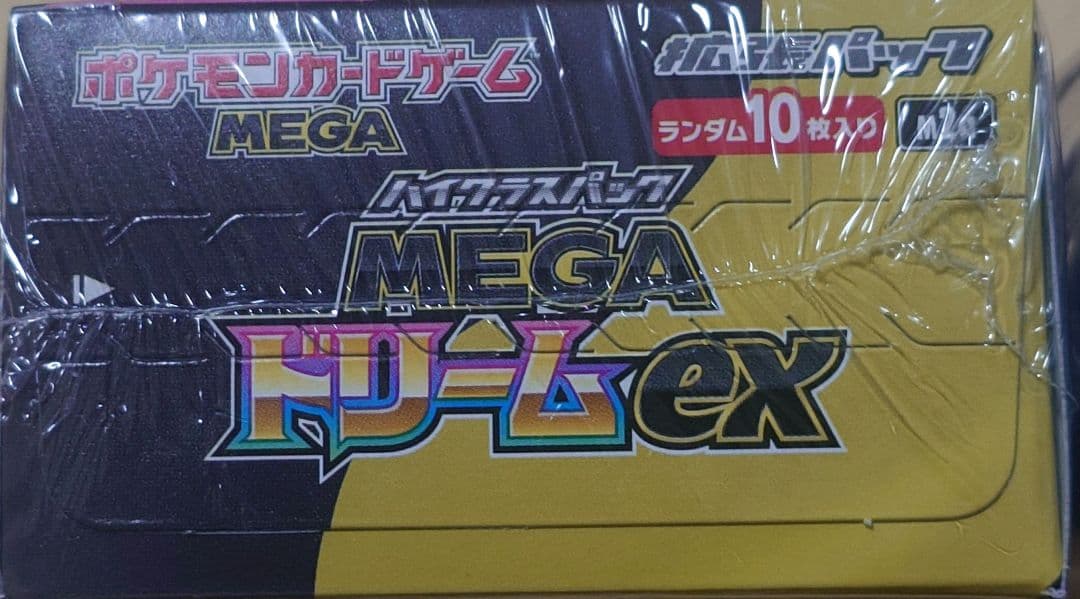 ポケモンカードゲーム
MEGA
拡張パック
ランダム10枚入り
ハイクラスパック
MEGA
ドリームex